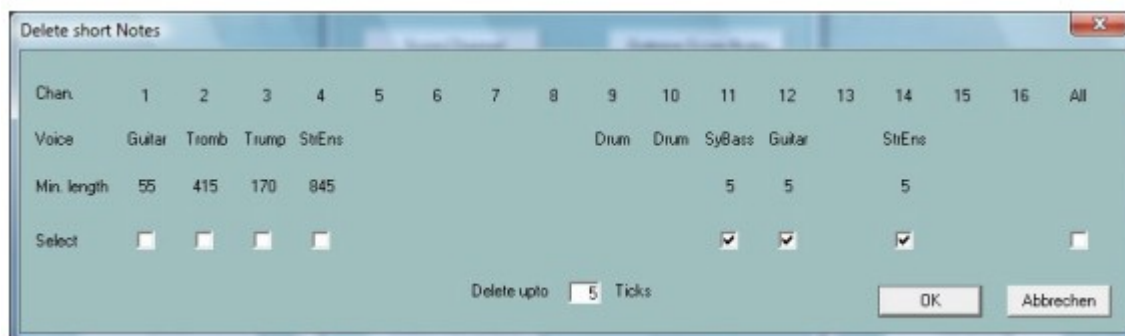 Delete short Notes
Chan. 1 2 3 4 5 6 7 8 9 10 11 12 13 14 15 16 All
Voice Guitar Tromb Trump StrEns Drum Drum SyBass Guitar StrEns
Min. length 55 415 170 845 5 5 5
Select
Delete upto 5 Ticks
OK Abbrechen